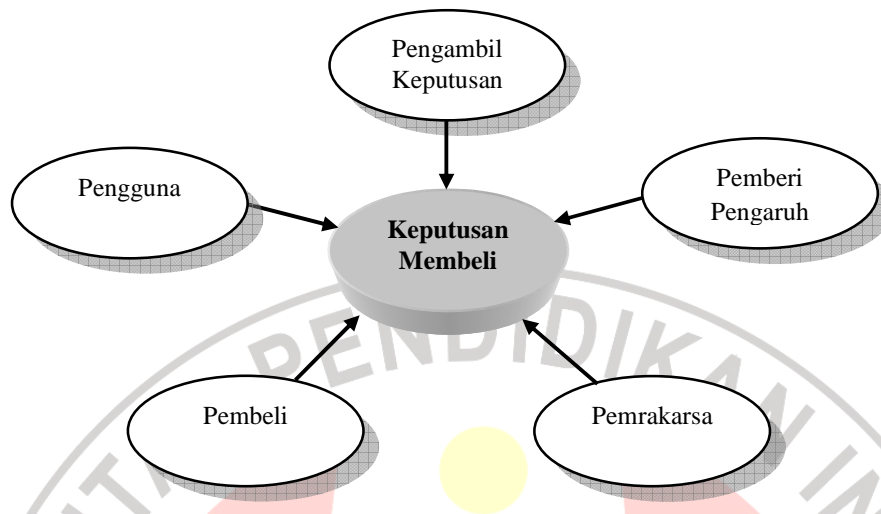 Pengambil
Keputusan
Pengguna
Pemberi
Pengaruh
Keputusan
Membeli
Pembeli
Pemrakarsa
PENDIDIKAN